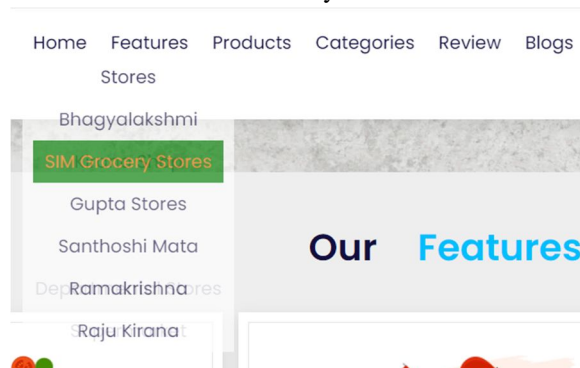 Home Features Products Categories Review Blogs
Stores
Bhagyalakshmi
SIM Grocery Stores
Gupta Stores
Santhoshi Mata
Our Features
Ramakrishna
Raju Kirana